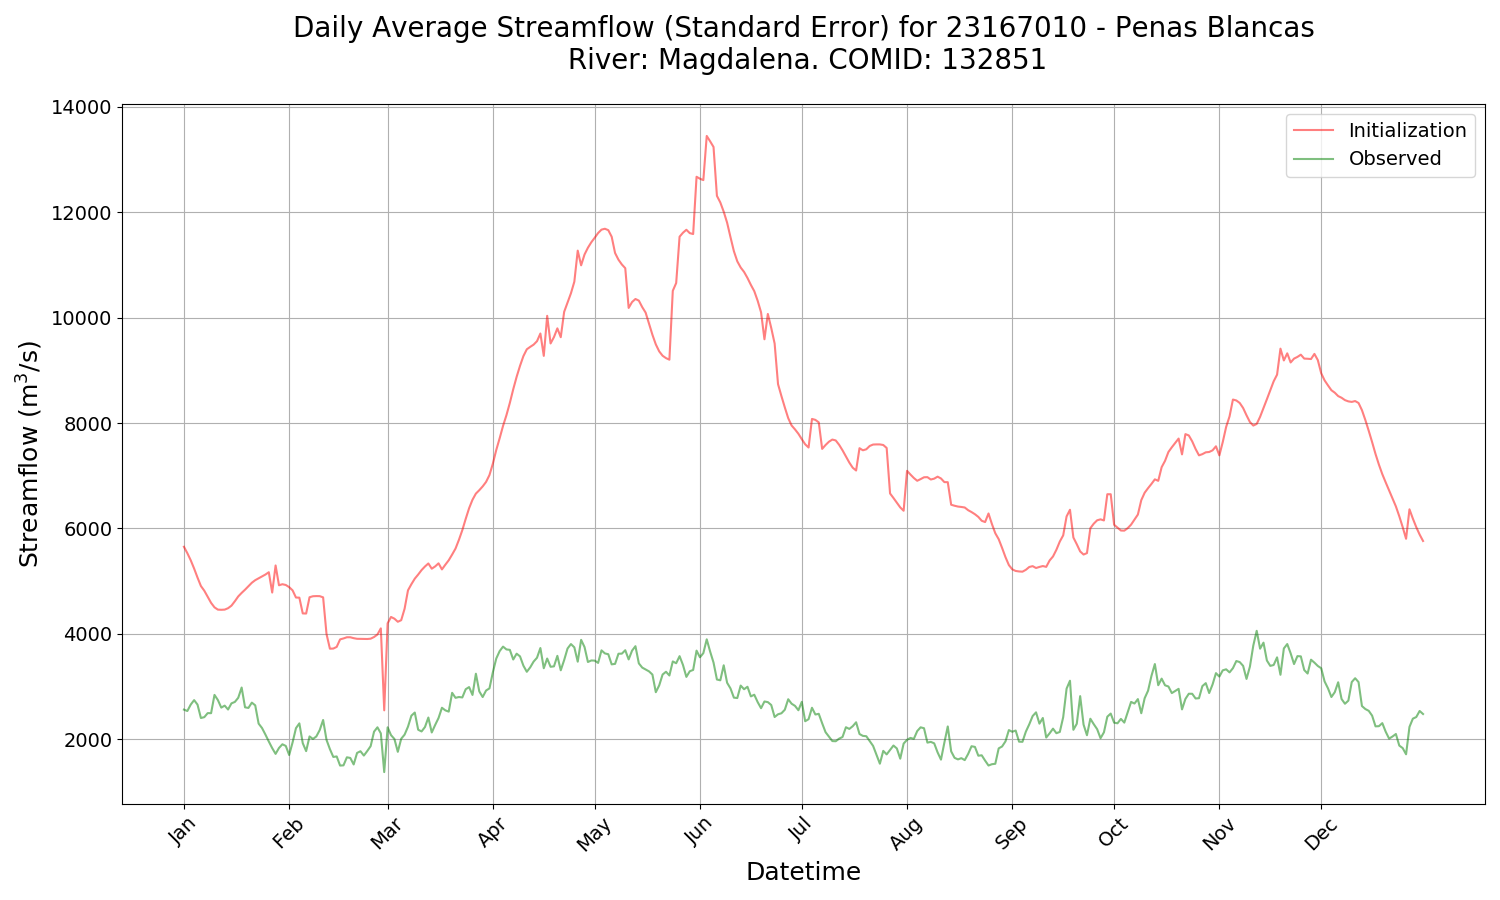 Daily Average Streamflow (Standard Error) for 23167010 - Penas Blancas
River: Magdalena. COMID: 132851
14000
12000
10000
8000
6000
4000
2000
Streamflow (m³/s)
Initialization
Observed
Jan Feb Mar Apr May Jun Jul Aug Sep Oct Nov Dec
Datetime